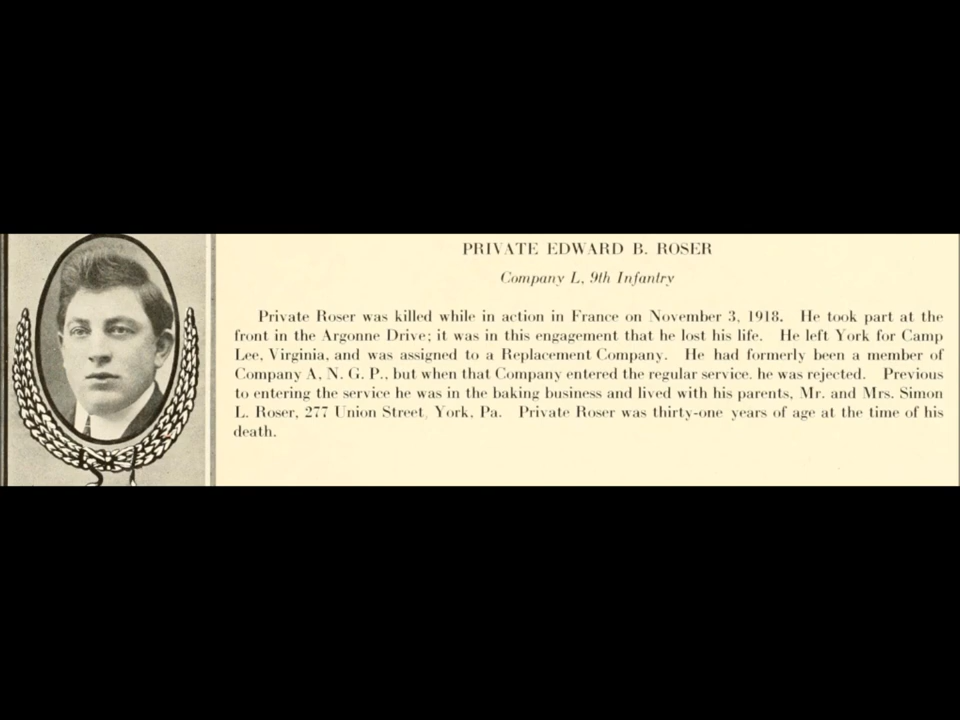 PRIVATE EDWARD B. ROSER
Company L, 9th Infantry
Private Roser was killed while in action in France on November 3, 1918. He took part at the
front in the Argonne Drive; it was in this engagement that he lost his life. He left York for Camp
Lee, Virginia, and was assigned to a Replacement Company. He had formerly been a member of
Company A, N. G. P., but when that Company entered the regular service. he was rejected. Previous
to entering the service he was in the baking business and lived with his parents, Mr. and Mrs. Simon
L. Roser, 277 Union Street, York, Pa. Private Roser was thirty-one years of age at the time of his
death.